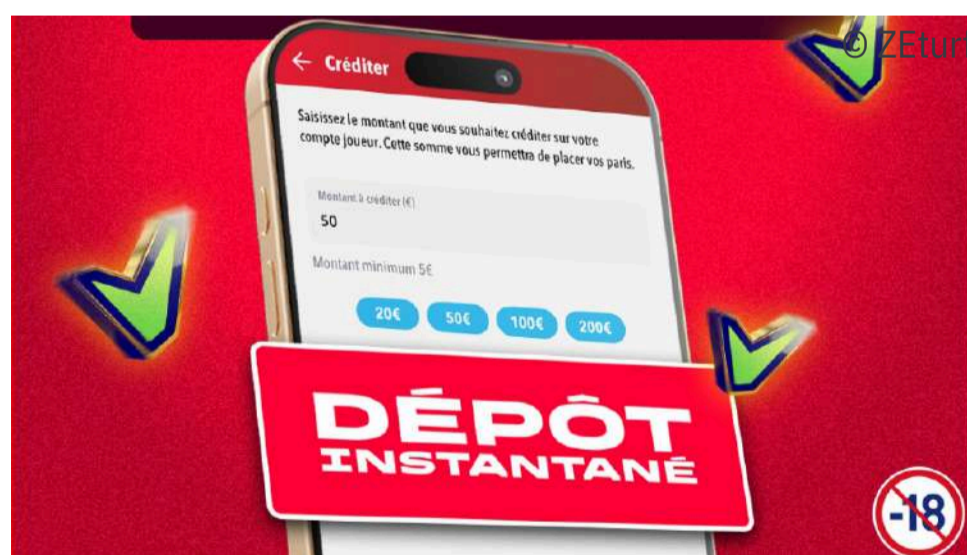 © ZEtur
← Créditer
Saisissez le montant que vous souhaitez créditer sur votre
compte joueur. Cette somme vous permettra de placer vos paris.
Montant à créditer (€)
50
Montant minimum 5€
20€ 50€ 100€ 200€
DÉPÔT
INSTANTANÉ
-18